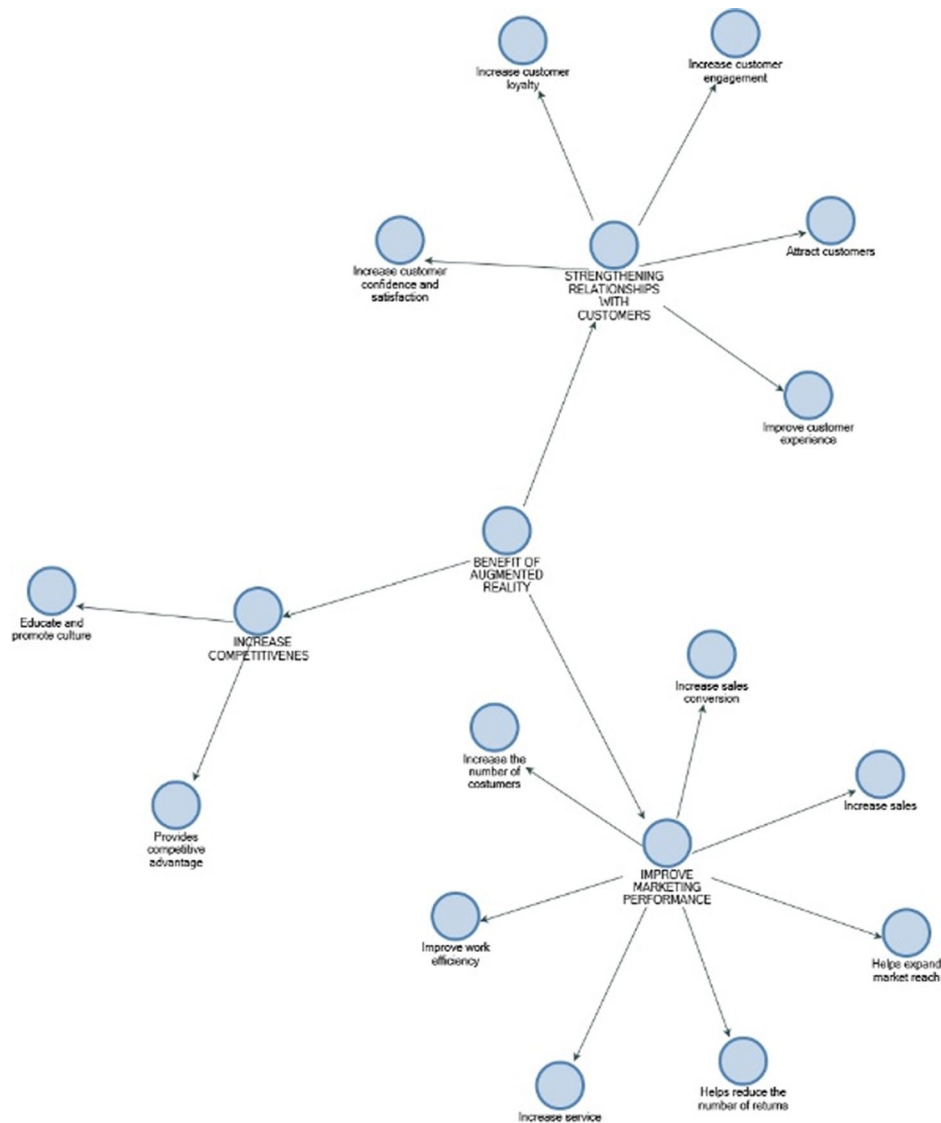 Increase customer
loyalty
Increase customer
engagement
Increase customer
confidence and
satisfaction
STRENGTHENING
RELATIONSHIPS
WITH
CUSTOMERS
Attract customers
Improve customer
experience
BENEFIT OF
AUGMENTED
REALITY
Educate and
promote culture
INCREASE
COMPETITIVENES
Provides
competitive
advantage
Increase sales
conversion
Increase the
number of
costumers
Increase sales
IMPROVE
MARKETING
PERFORMANCE
Improve work
efficiency
Helps expand
market reach
Increase service
Helps reduce the
number of returns